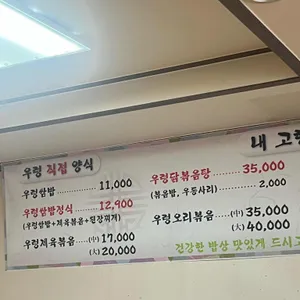 우렁 직접 양식
우렁쌈밥 11,000
우렁쌈밥정식 12,900
(우렁쌈밥+제육볶음+된장찌개)
우렁제육볶음 (中) 17,000
(大) 20,000
내 고
우렁닭볶음탕 35,000
(볶음밥, 우동사리) 2,000
우렁오리볶음 (中) 35,000
(大) 40,000
건강한 밥상 맛있게 드시고